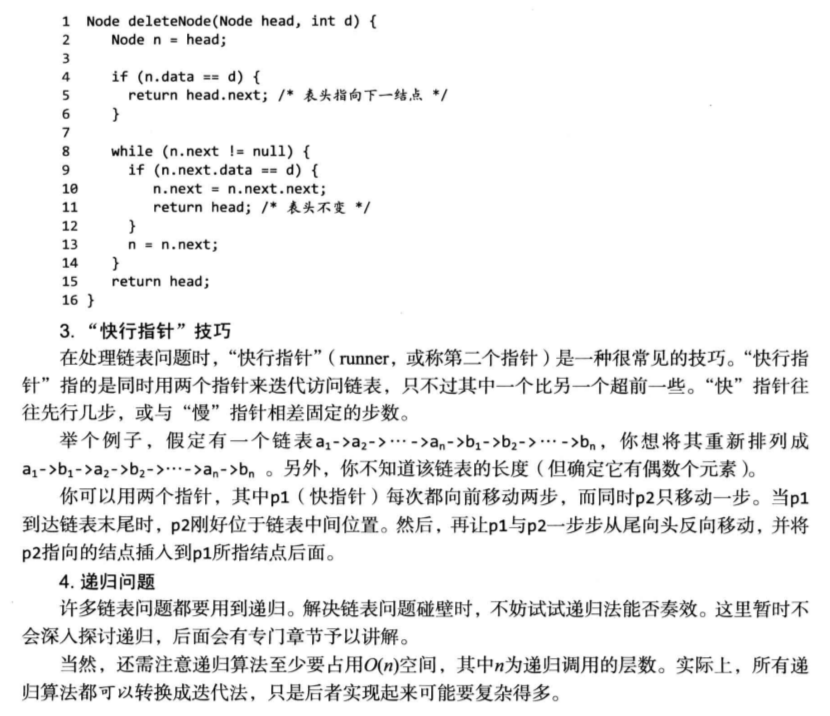 1 Node deleteNode(Node head, int d) {
2 Node n = head;
3
4 if (n.data == d) {
5 return head.next; /* 表头指向下一结点 */
6 }
7
8 while (n.next != null) {
9 if (n.next.data == d) {
10 n.next = n.next.next;
11 return head; /* 表头不变 */
12 }
13 n = n.next;
14 }
15 return head;
16 }
3. “快行指针”技巧
在处理链表问题时，“快行指针”（runner，或称第二个指针）是一种很常见的技巧。“快行指
针”指的是同时用两个指针来迭代访问链表，只不过其中一个比另一个超前一些。“快”指针往
往先行几步，或与“慢”指针相差固定的步数。
举个例子，假定有一个链表a₁->a₂->⋯->aₙ->b₁->b₂->⋯->bₙ，你想将其重新排列成
a₁->b₁->a₂->b₂->⋯->aₙ->bₙ 。另外，你不知道该链表的长度（但确定它有偶数个元素）。
你可以用两个指针，其中p1（快指针）每次都向前移动两步，而同时p2只移动一步。当p1
到达链表末尾时，p2刚好位于链表中间位置。然后，再让p1与p2一步步从尾向头反向移动，并将
p2指向的结点插入到p1所指结点后面。
4. 递归问题
许多链表问题都要用到递归。解决链表问题碰壁时，不妨试试递归法能否奏效。这里暂时不
会深入探讨递归，后面会有专门章节予以讲解。
当然，还需注意递归算法至少要占用O(n)空间，其中n为递归调用的层数。实际上，所有递
归算法都可以转换成迭代法，只是后者实现起来可能要复杂得多。